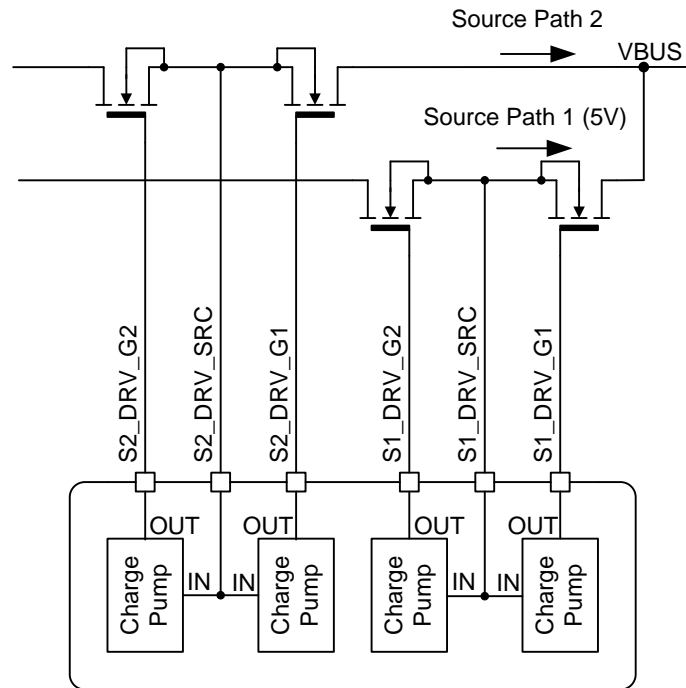 Source Path 2
VBUS
Source Path 1 (5V)
S2_DRV_G2
S2_DRV_SRC
S2_DRV_G1
S1_DRV_G2
S1_DRV_SRC
S1_DRV_G1
OUT
OUT
OUT
OUT
Charge
Pump
IN
IN
Charge
Pump
Charge
Pump
IN
IN
Charge
Pump